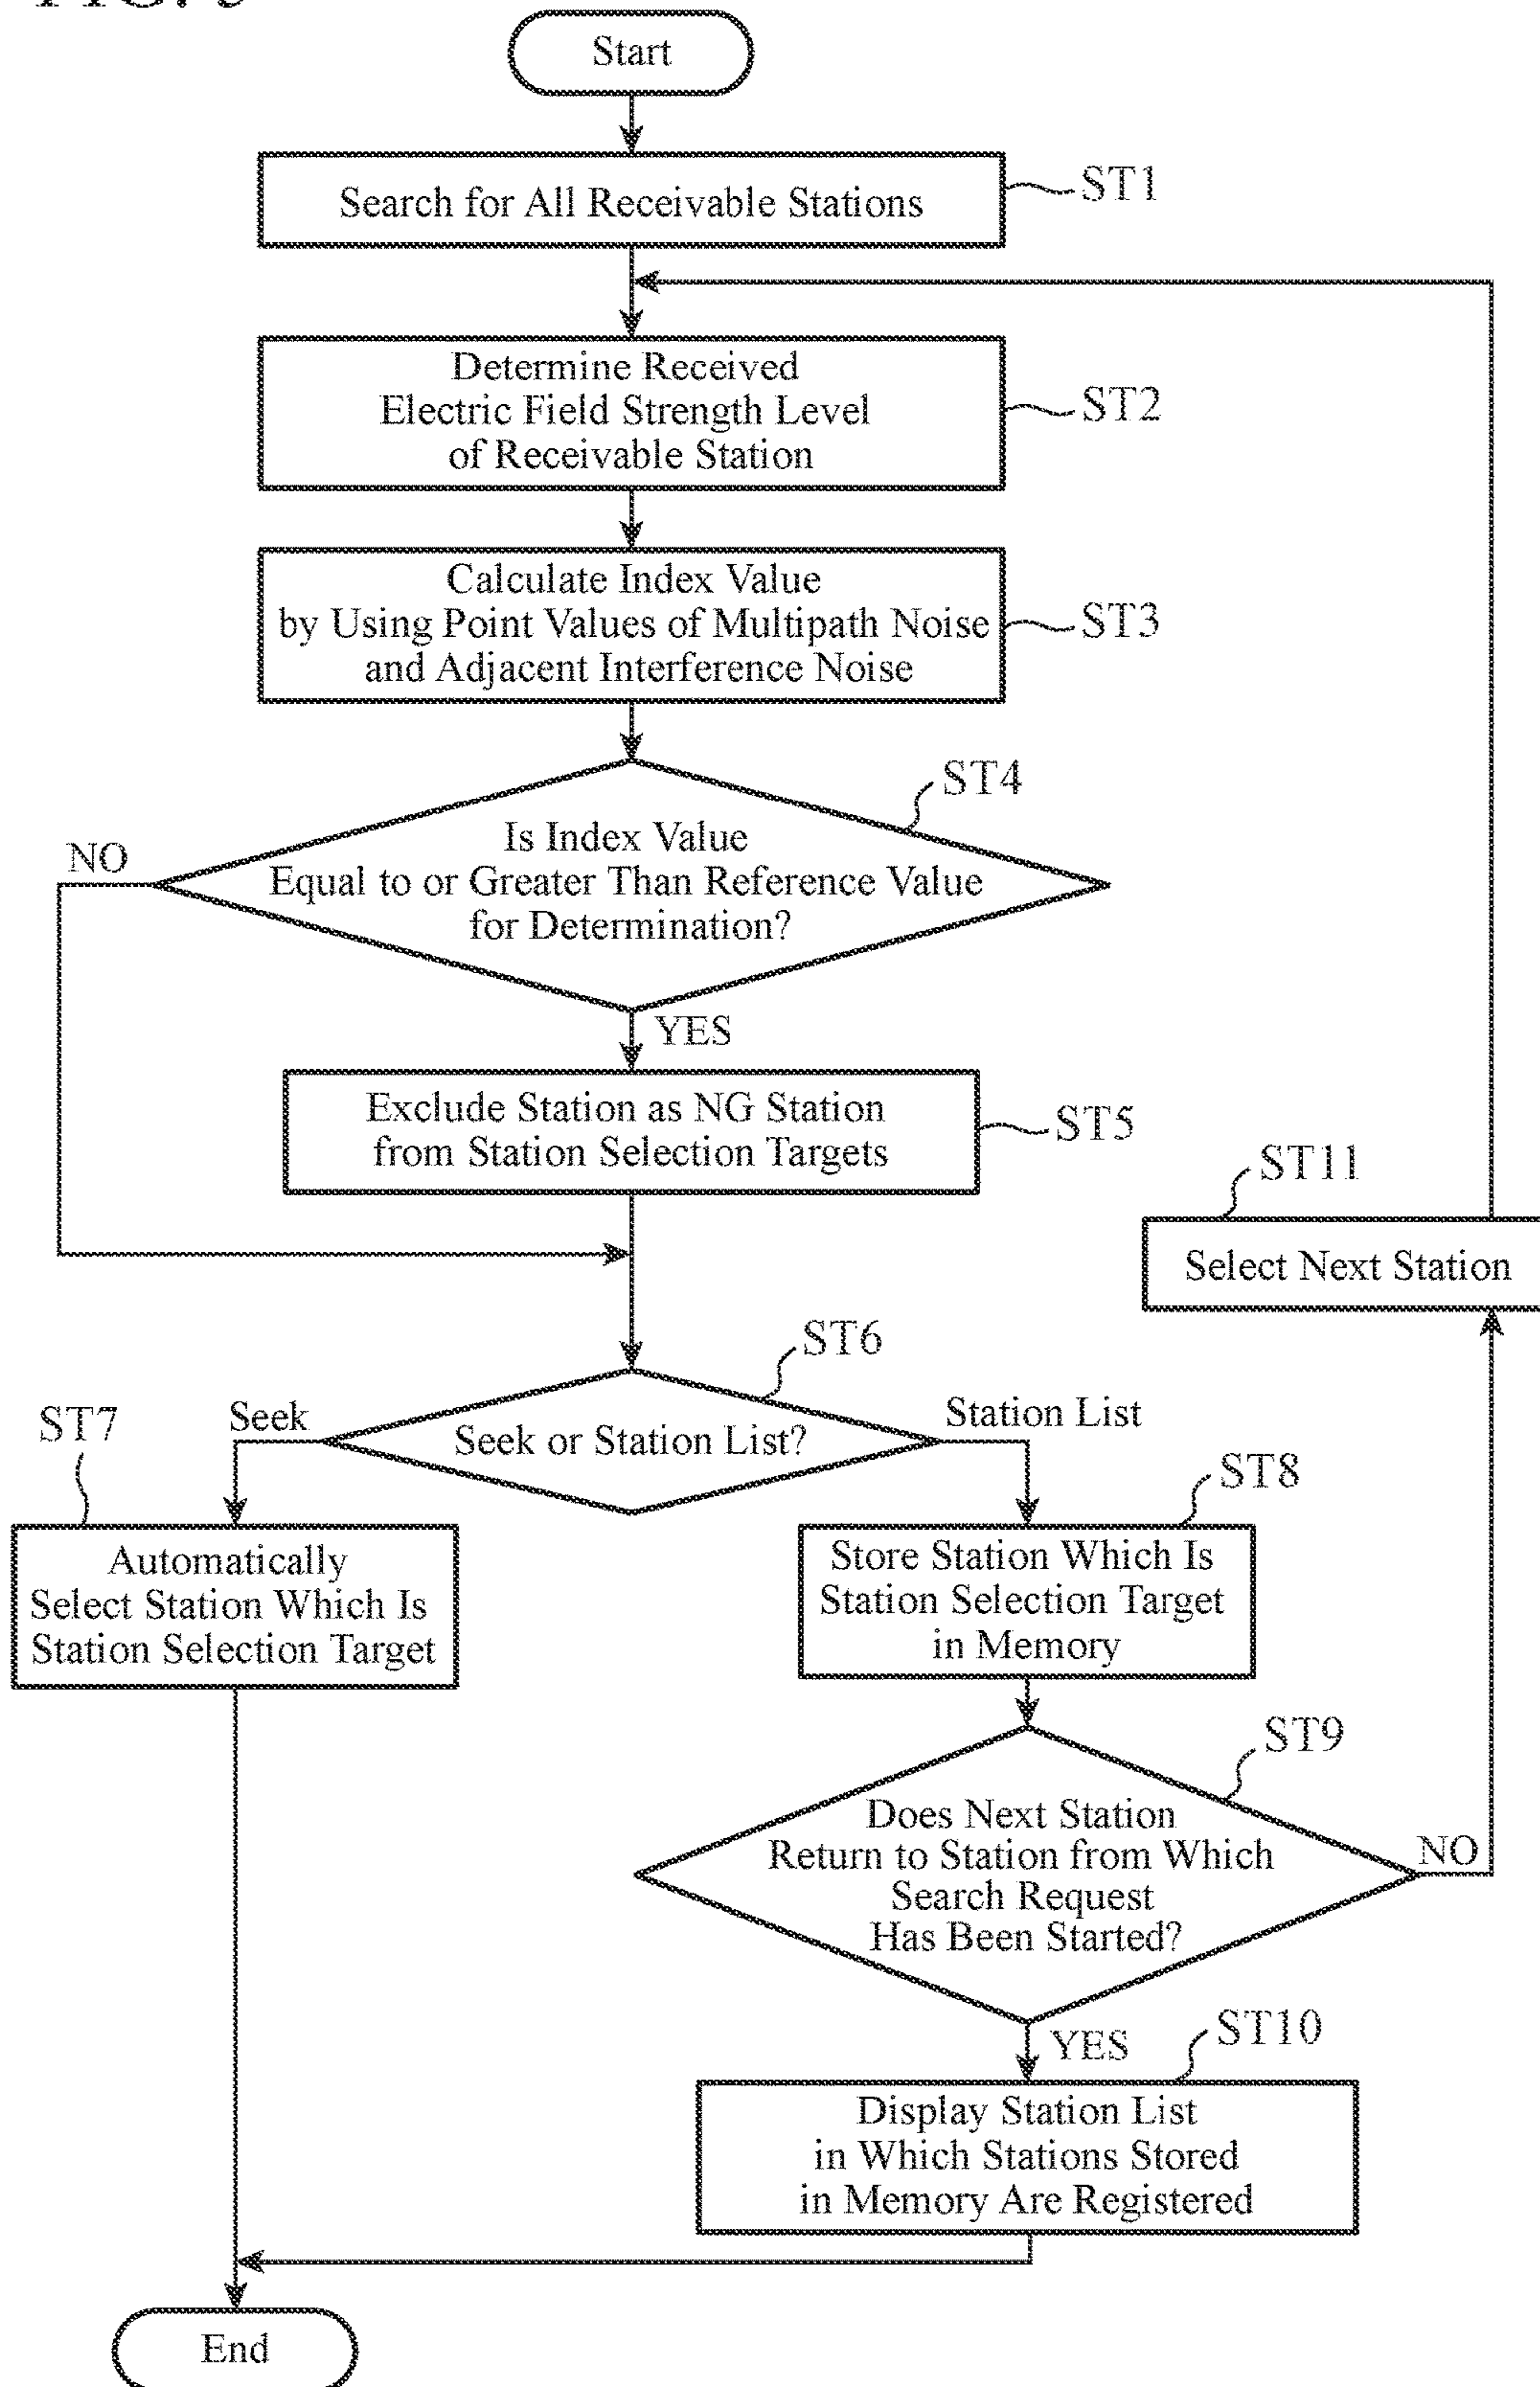 Start
Search for All Receivable Stations
ST1
Determine Received
Electric Field Strength Level
of Receivable Station
ST2
Calculate Index Value
by Using Point Values of Multipath Noise
and Adjacent Interference Noise
ST3
ST4
Is Index Value
Equal to or Greater Than Reference Value
for Determination?
NO
YES
Exclude Station as NG Station
from Station Selection Targets
ST5
ST11
Select Next Station
ST6
Seek or Station List?
Seek
Station List
ST7
Automatically
Select Station Which Is
Station Selection Target
ST8
Store Station Which Is
Station Selection Target
in Memory
ST9
Does Next Station
Return to Station from Which
Search Request
Has Been Started?
NO
YES
ST10
Display Station List
in Which Stations Stored
in Memory Are Registered
End